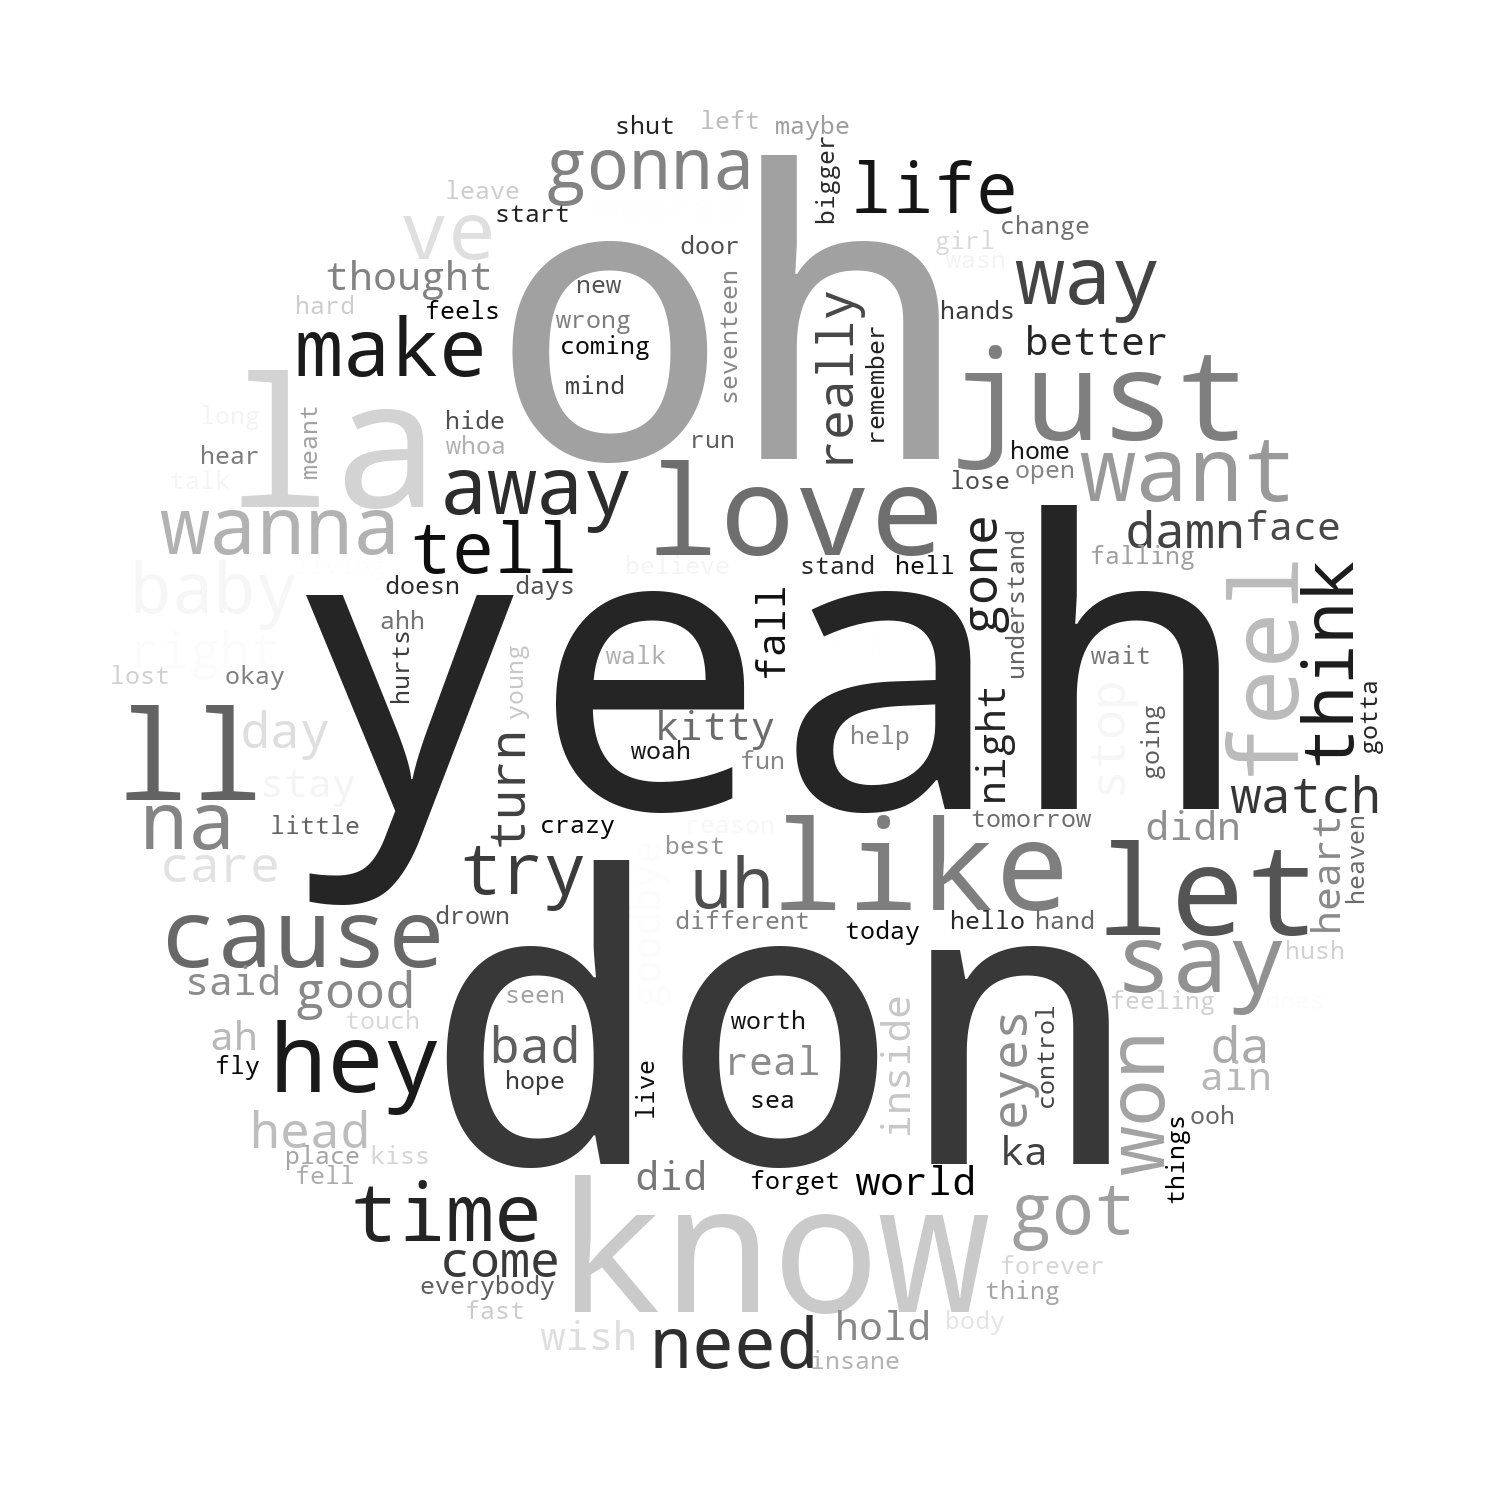 shut left maybe
gonna
oh
bigger
life
leave
ve
start
change
door
girl
wasn
way
thought
new
seventeen
really
hard
feels
wrong
hands
remember
make
coming
better
la
mind
just
long
meant
hide
whoa
run
hear
home
talk
away
love
lose
open
want
wanna
tell
gone
damn
face
understand
falling
baby
believe
stand
hell
feel
think
doesn
days
yeah
fall
right
ahh
hurts
young
walk
wait
lost
okay
ll
day
turn
kitty
night
stop
going
gotta
woah
help
stay
fun
watch
na
little
crazy
reason
tomorrow
didn
heart
heaven
care
try
best
uh
like
let
goodbye
cause
drown
different
today
hello
hand
say
hush
said
good
seen
don
inside
feeling
loss
touch
ah
hey
bad
worth
real
eyes
control
won
da
fly
hope
live
sea
ain
head
ooh
place
kiss
ka
things
fell
did
forget
world
time
know
got
come
everybody
forever
thing
fast
wish
need
hold
body
insane